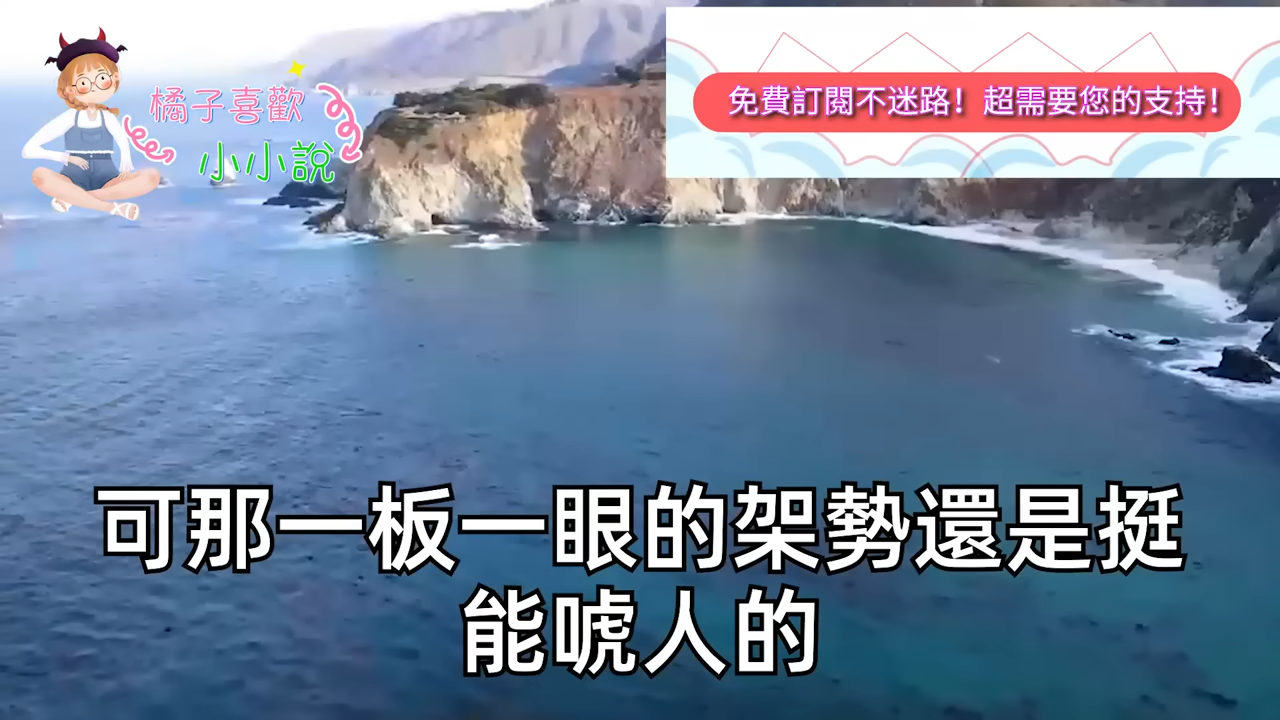 橘子喜歡
小小說
免費訂閱不迷路！超需要您的支持！
可那一板一眼的架勢還是挺
能唬人的